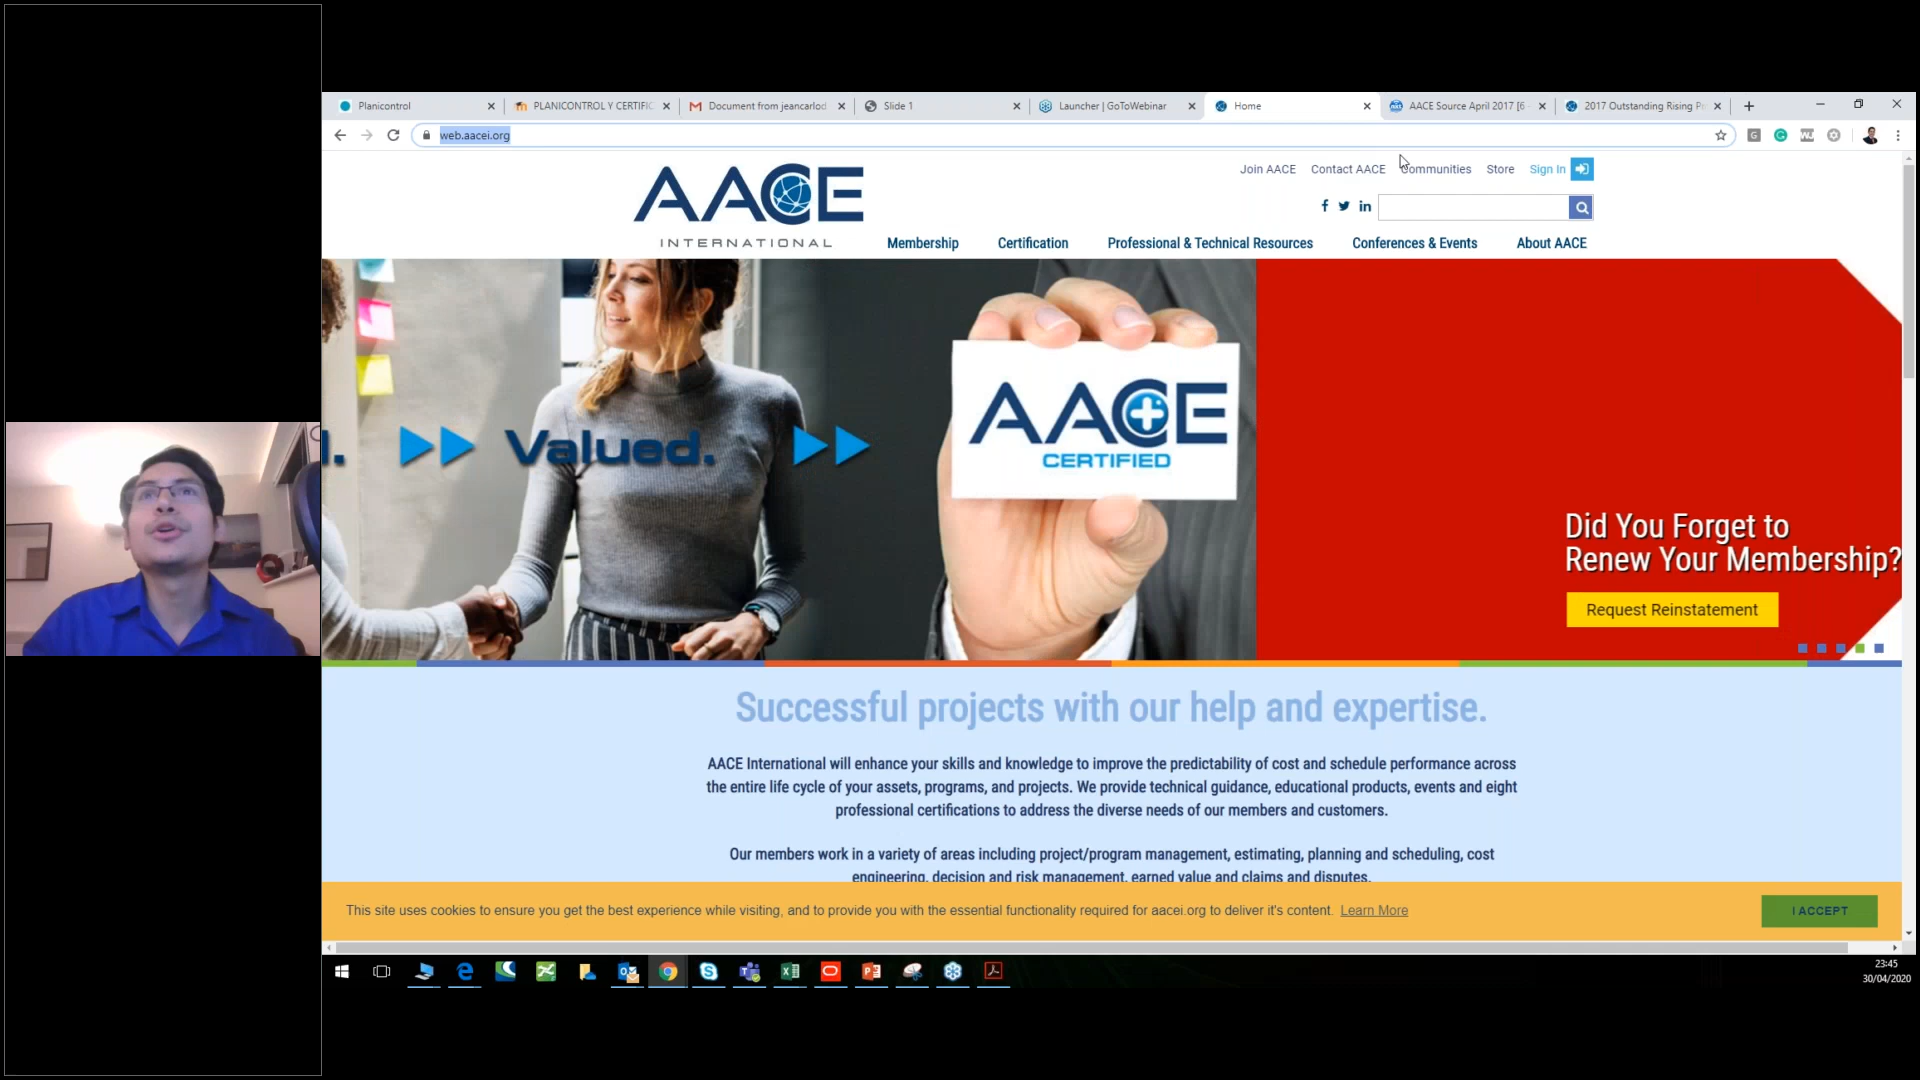 Planicontrol
PLANICONTROL Y CERTIFIC
Document from jeancarlod
Slide 1
Launcher | GoToWebinar
Home
AACE Source April 2017 [6 -
2017 Outstanding Rising Pr
web.aacei.org
Join AACE Contact AACE Communities Store Sign In
AACE
INTERNATIONAL
Membership Certification Professional & Technical Resources Conferences & Events About AACE
Valued.
AACE
CERTIFIED
Did You Forget to
Renew Your Membership?
Request Reinstatement
Successful projects with our help and expertise.
AACE International will enhance your skills and knowledge to improve the predictability of cost and schedule performance across
the entire life cycle of your assets, programs, and projects. We provide technical guidance, educational products, events and eight
professional certifications to address the diverse needs of our members and customers.
Our members work in a variety of areas including project/program management, estimating, planning and scheduling, cost
engineering, decision and risk management, earned value and claims and disputes.
This site uses cookies to ensure you get the best experience while visiting, and to provide you with the essential functionality required for aacei.org to deliver it's content. Learn More
I ACCEPT
23:45
30/04/2020